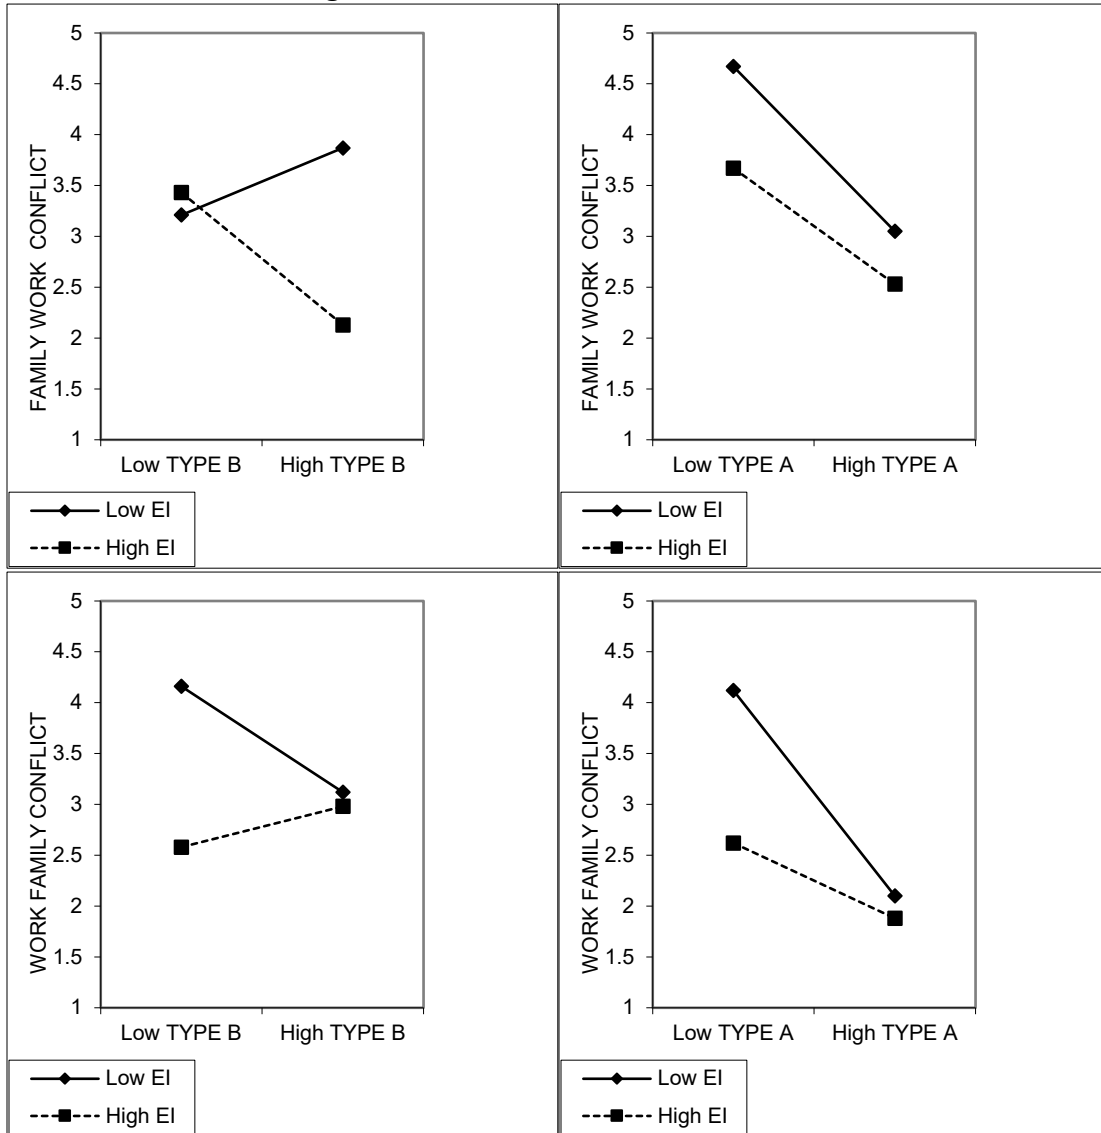 5
4.5
4
3.5
3
2.5
2
1.5
1
FAMILY WORK CONFLICT
Low TYPE B High TYPE B
Low EI
High EI
5
4.5
4
3.5
3
2.5
2
1.5
1
FAMILY WORK CONFLICT
Low TYPE A High TYPE A
Low EI
High EI
5
4.5
4
3.5
3
2.5
2
1.5
1
WORK FAMILY CONFLICT
Low TYPE B High TYPE B
Low EI
High EI
5
4.5
4
3.5
3
2.5
2
1.5
1
WORK FAMILY CONFLICT
Low TYPE A High TYPE A
Low EI
High EI